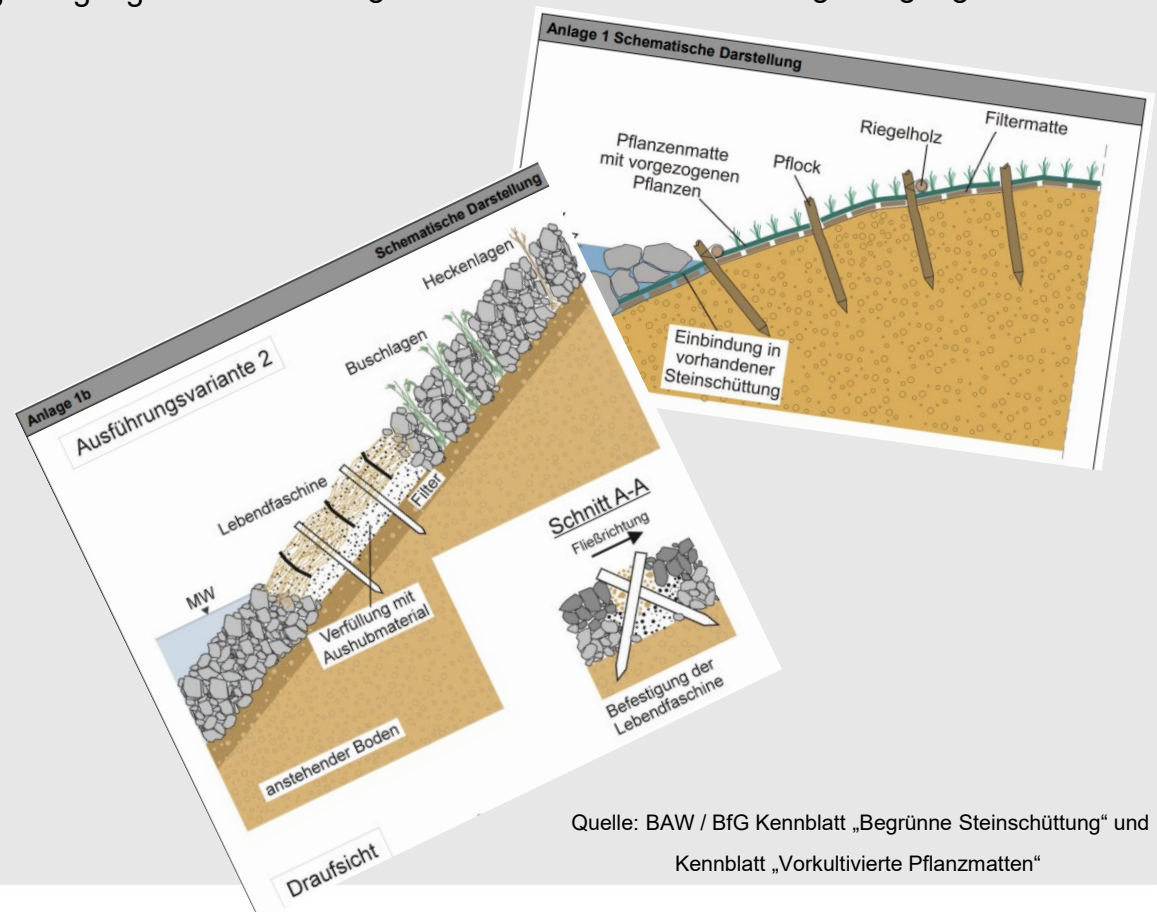 Anlage 1 Schematische Darstellung
Pflanzenmatte
mit vorgezogenen
Pflanzen
Pflock
Riegelholz
Filtermatte
Einbindung in
vorhandener
Steinschüttung
Anlage 1b
Schematische Darstellung
Ausführungsvariante 2
Heckenlagen
Buschlagen
Lebendfaschine
Filter
MW
Verfüllung mit
Aushubmaterial
anstehender Boden
Schnitt A-A
Fließrichtung
Befestigung der
Lebendfaschine
Draufsicht
Quelle: BAW / BfG Kennblatt „Begrünne Steinschüttung“ und
Kennblatt „Vorkultivierte Pflanzmatten“